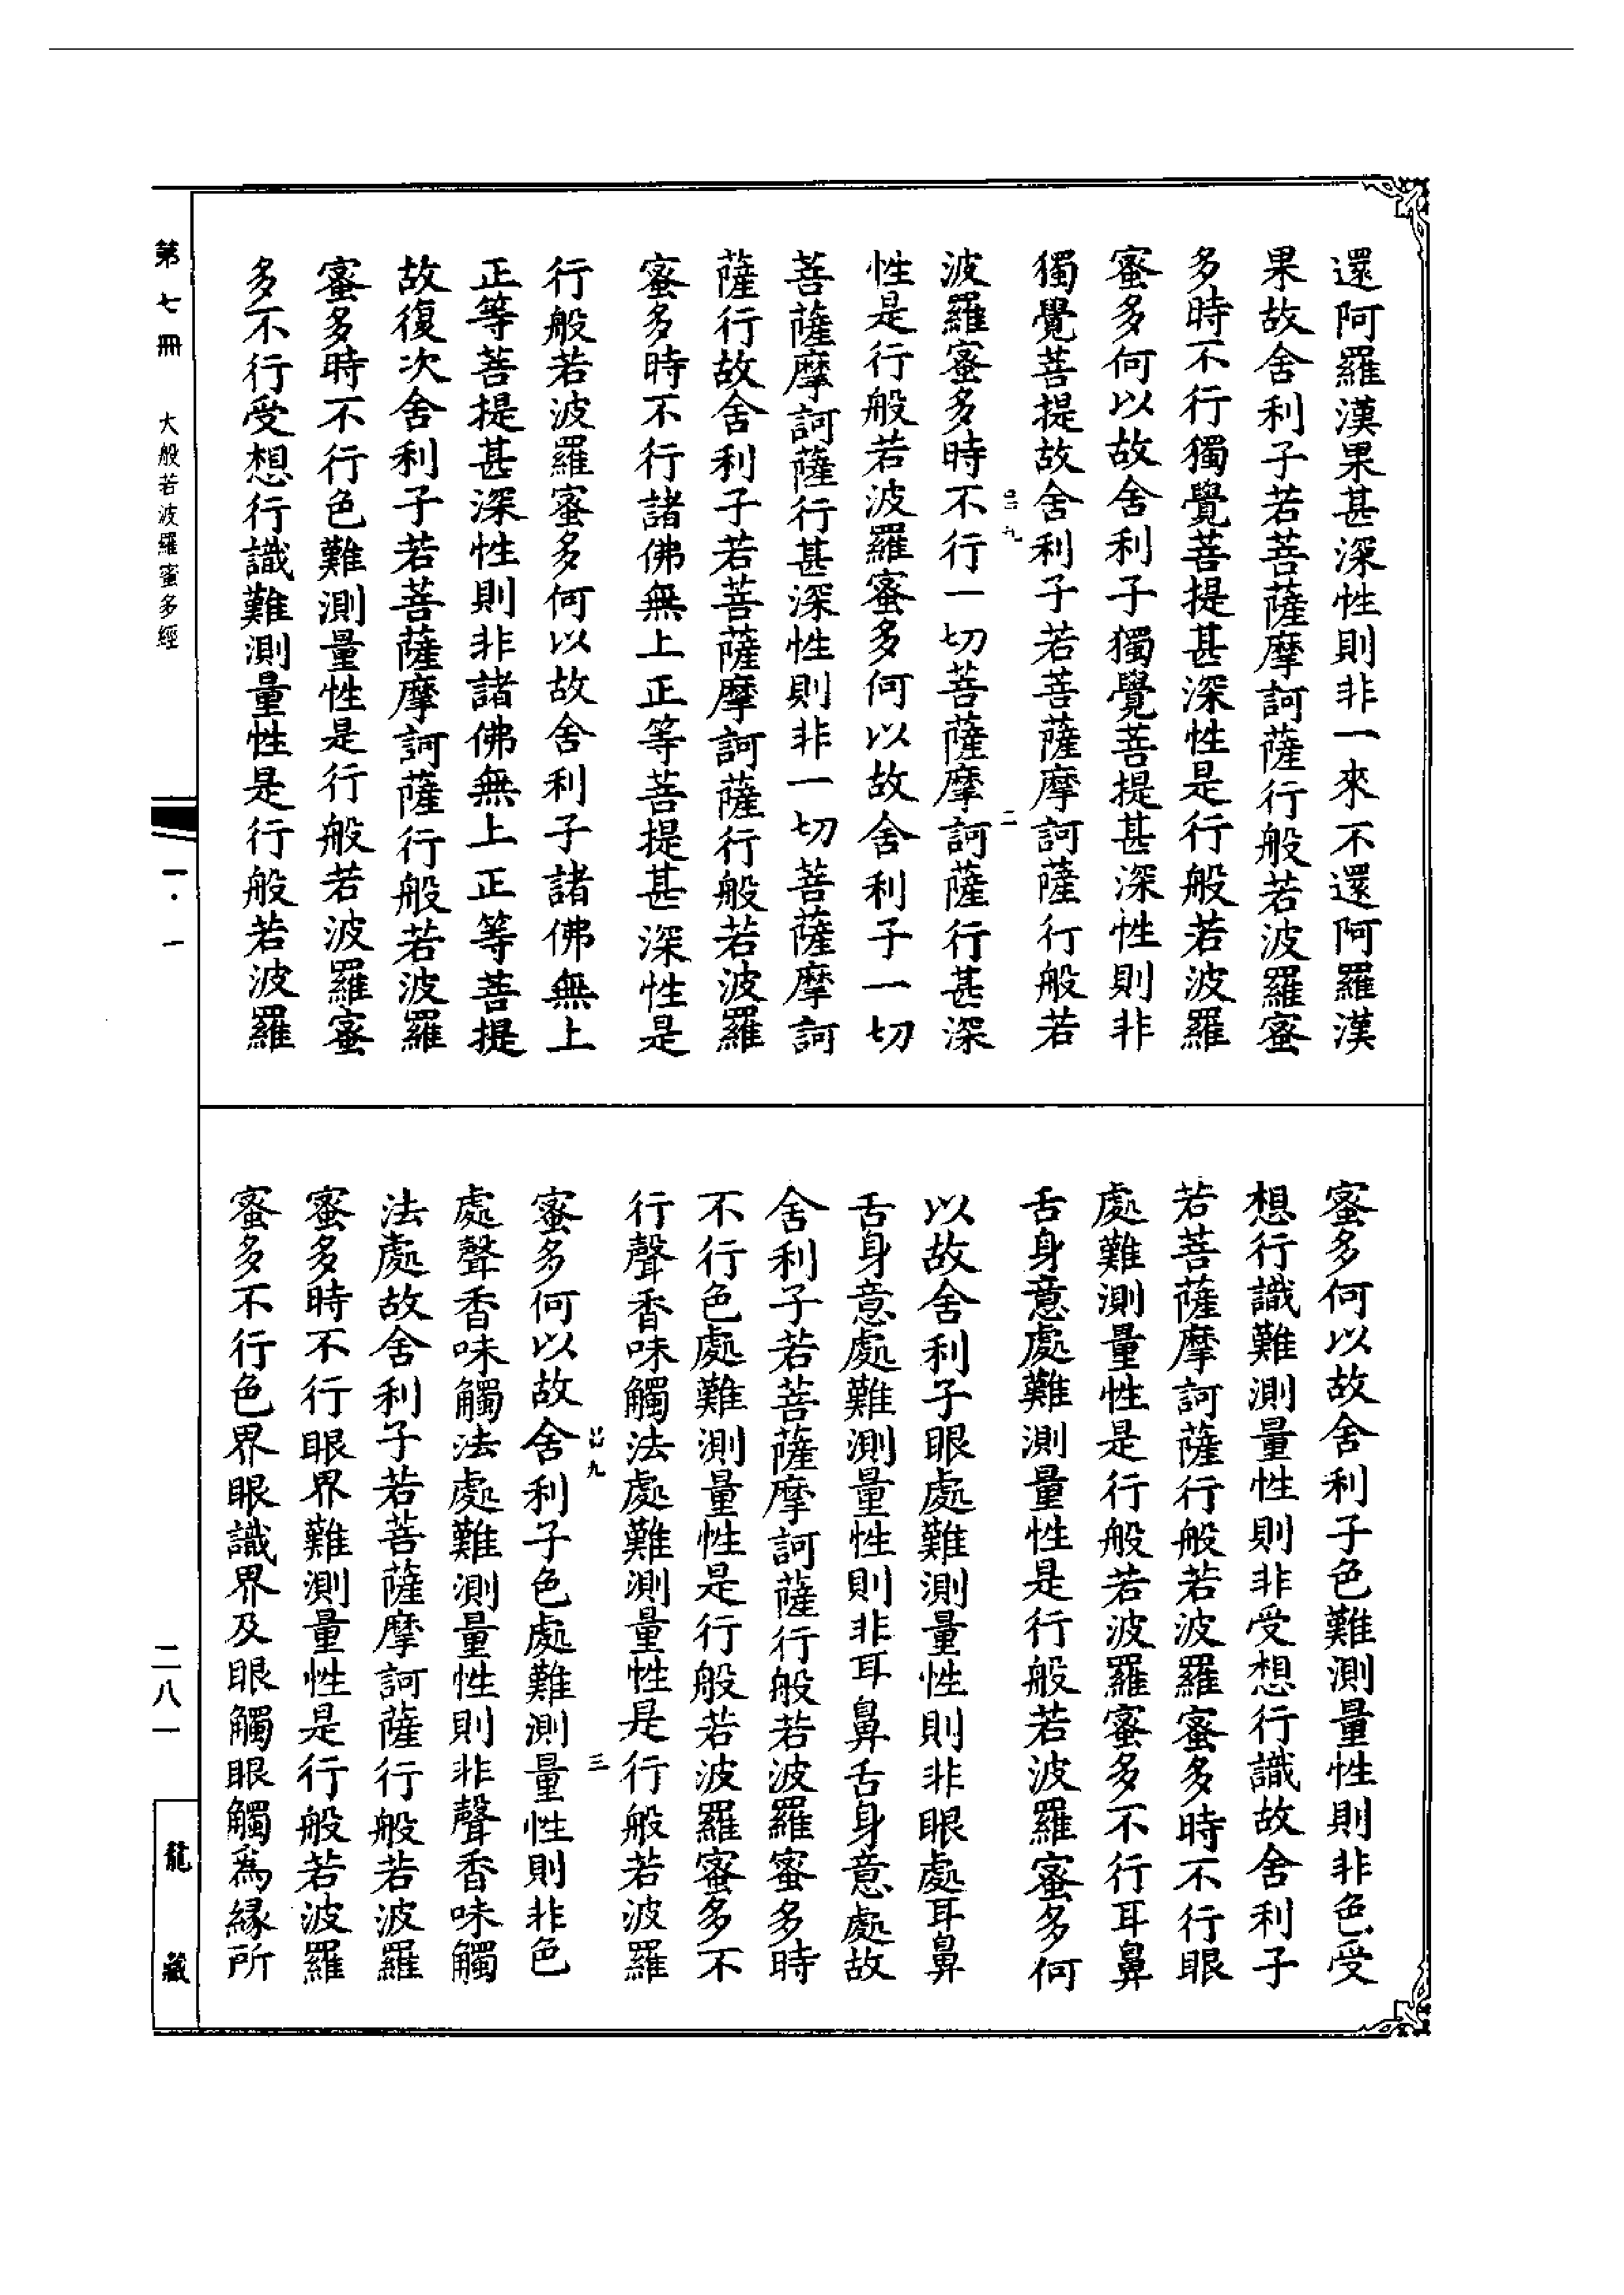 還阿羅漢果甚深性則非一來不還阿羅漢
果故舍利子若菩薩摩訶薩行般若波羅蜜
多時不行獨覺菩提甚深性是行般若波羅
蜜多何以故舍利子獨覺菩提甚深性則非
獨覺菩提故舍利子若菩薩摩訶薩行般若
二
波羅蜜多時不行一切菩薩摩訶薩行甚深
性是行般若波羅蜜多何以故舍利子一切
菩薩摩訶薩行甚深性則非一切菩薩摩訶
薩行故舍利子若菩薩摩訶薩行般若波羅
蜜多時不行諸佛無上正等菩提甚深性是
行般若波羅蜜多何以故舍利子諸佛無上
正等菩提甚深性則非諸佛無上正等菩提
故復次舍利子若菩薩摩訶薩行般若波羅
蜜多時不行色難測量性是行般若波羅蜜
多不行受想行識難測量性是行般若波羅
蜜多何以故舍利子色難測量性則非色受
想行識難測量性則非受想行識故舍利子
若菩薩摩訶薩行般若波羅蜜多時不行眼
處難測量性是行般若波羅蜜多不行耳鼻
舌身意處難測量性是行般若波羅蜜多何
以故舍利子眼處難測量性則非眼處耳鼻
舌身意處難測量性則非耳鼻舌身意處故
舍利子若菩薩摩訶薩行般若波羅蜜多時
不行色處難測量性是行般若波羅蜜多不
行聲香味觸法處難測量性是行般若波羅
九 三
蜜多何以故舍利子色處難測量性則非色
處聲香味觸法處難測量性則非聲香味觸
法處故舍利子若菩薩摩訶薩行般若波羅
蜜多時不行眼界難測量性是行般若波羅
蜜多不行色界眼識界及眼觸眼觸為緣所
第七冊 大般若波羅蜜多經
一·一
二八一
龍藏